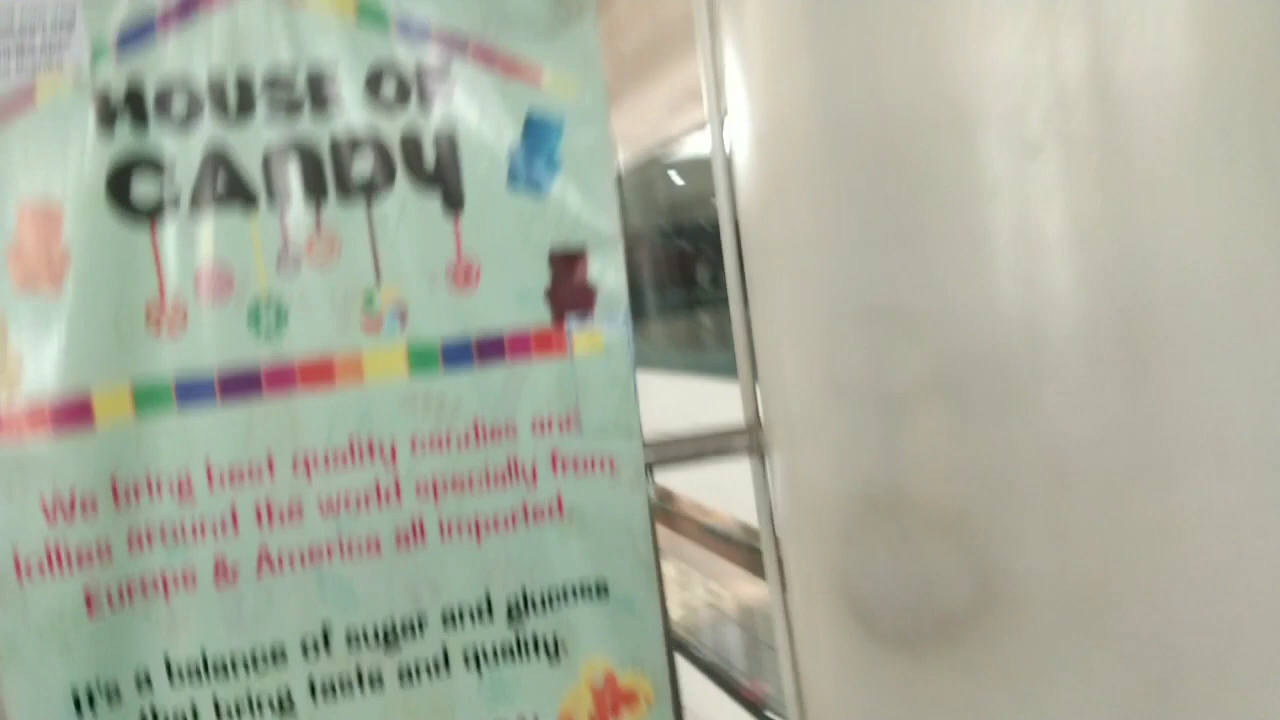 HOUSE OF
CANDY
We bring best quality candies and
lollies around the world specially from
Europe & America all imported.
It's a balance of sugar and glucose
that bring taste and quality.